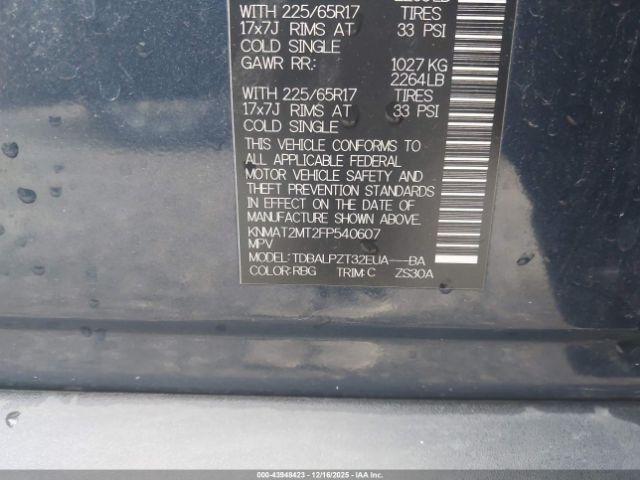 WITH 225/65R17 TIRES
17x7J RIMS AT 33 PSI
COLD SINGLE
GAWR RR.: 1027 KG
2264LB
WITH 225/65R17 TIRES
17x7J RIMS AT 33 PSI
COLD SINGLE
THIS VEHICLE CONFORMS TO
ALL APPLICABLE FEDERAL
MOTOR VEHICLE SAFETY AND
THEFT PREVENTION STANDARDS
IN EFFECT ON THE DATE OF
MANUFACTURE SHOWN ABOVE.
KNMAT2MT2FP540607
MPV
MODEL:TDBALPZT32EUA---BA
COLOR:RBG TRIM:C ZS30A
000-43948423 - 12/16/2025 - IAAI.CA